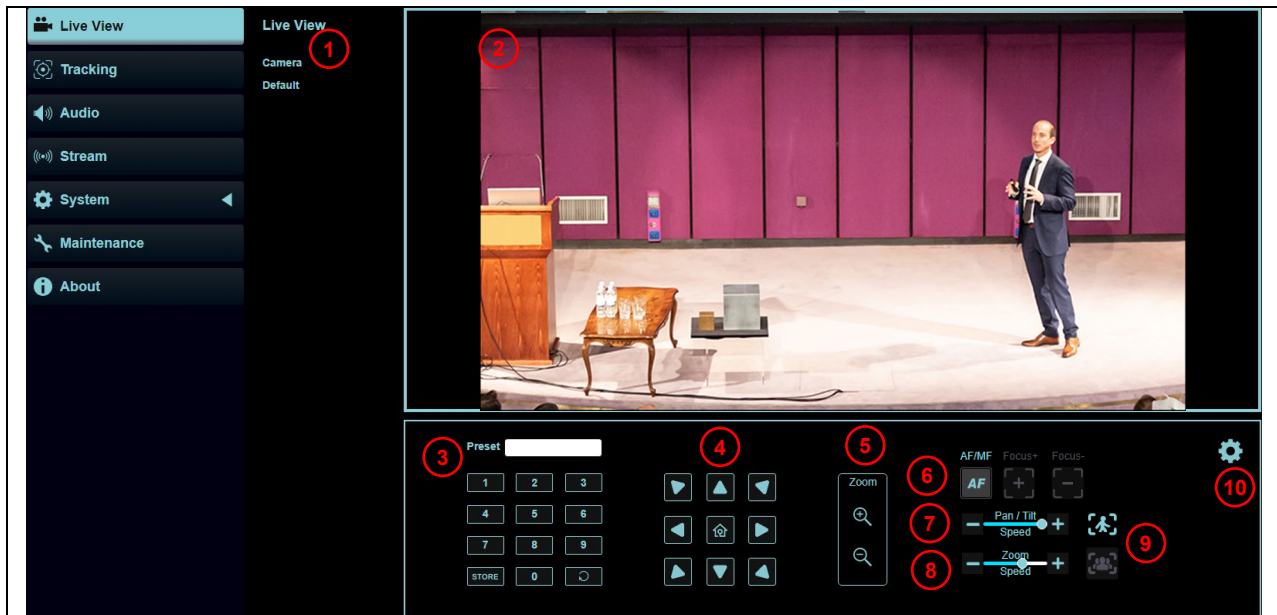 Live View
Tracking
Audio
Stream
System
Maintenance
About
Live View
1
Camera
Default
2
3
Preset
1 2 3
4 5 6
7 8 9
STORE 0
4
5
Zoom
6
AF/MF Focus+ Focus-
AF
7
Pan / Tilt
Speed
8
Zoom
Speed
9
10